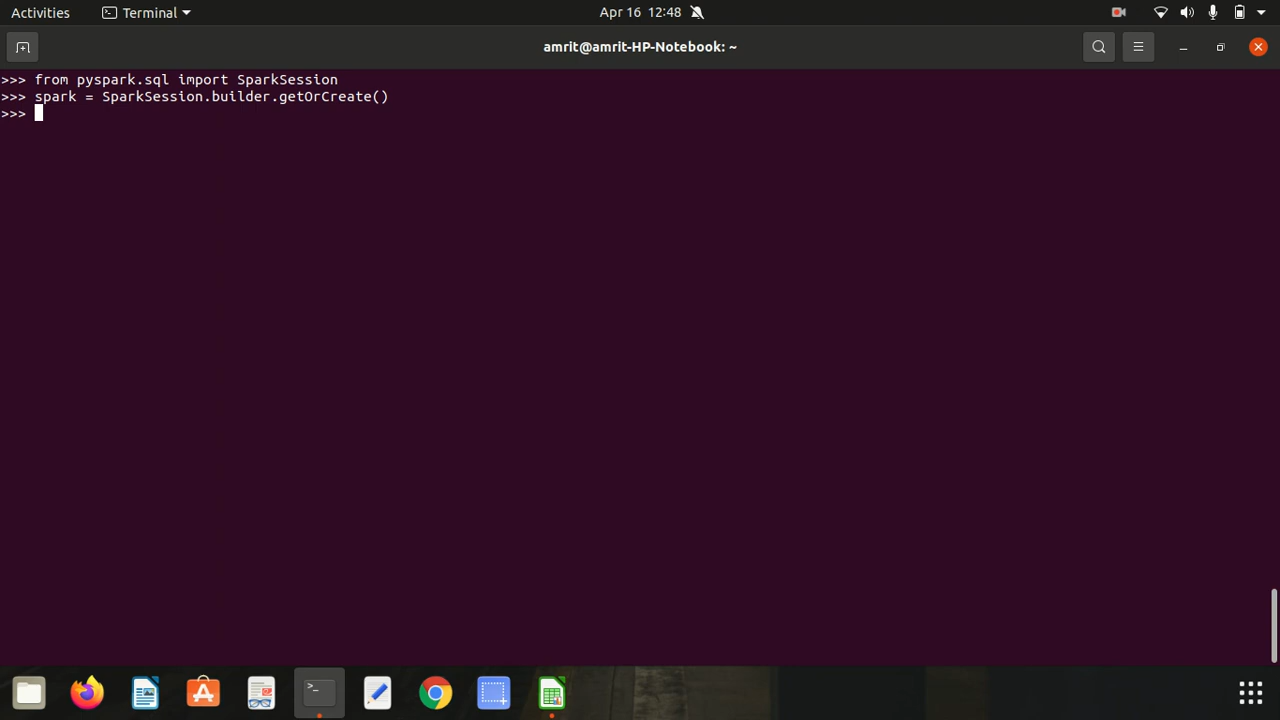 Activities Terminal Apr 16 12:48
amrit@amrit-HP-Notebook: ~
>>> from pyspark.sql import SparkSession
>>> spark = SparkSession.builder.getOrCreate()
>>>